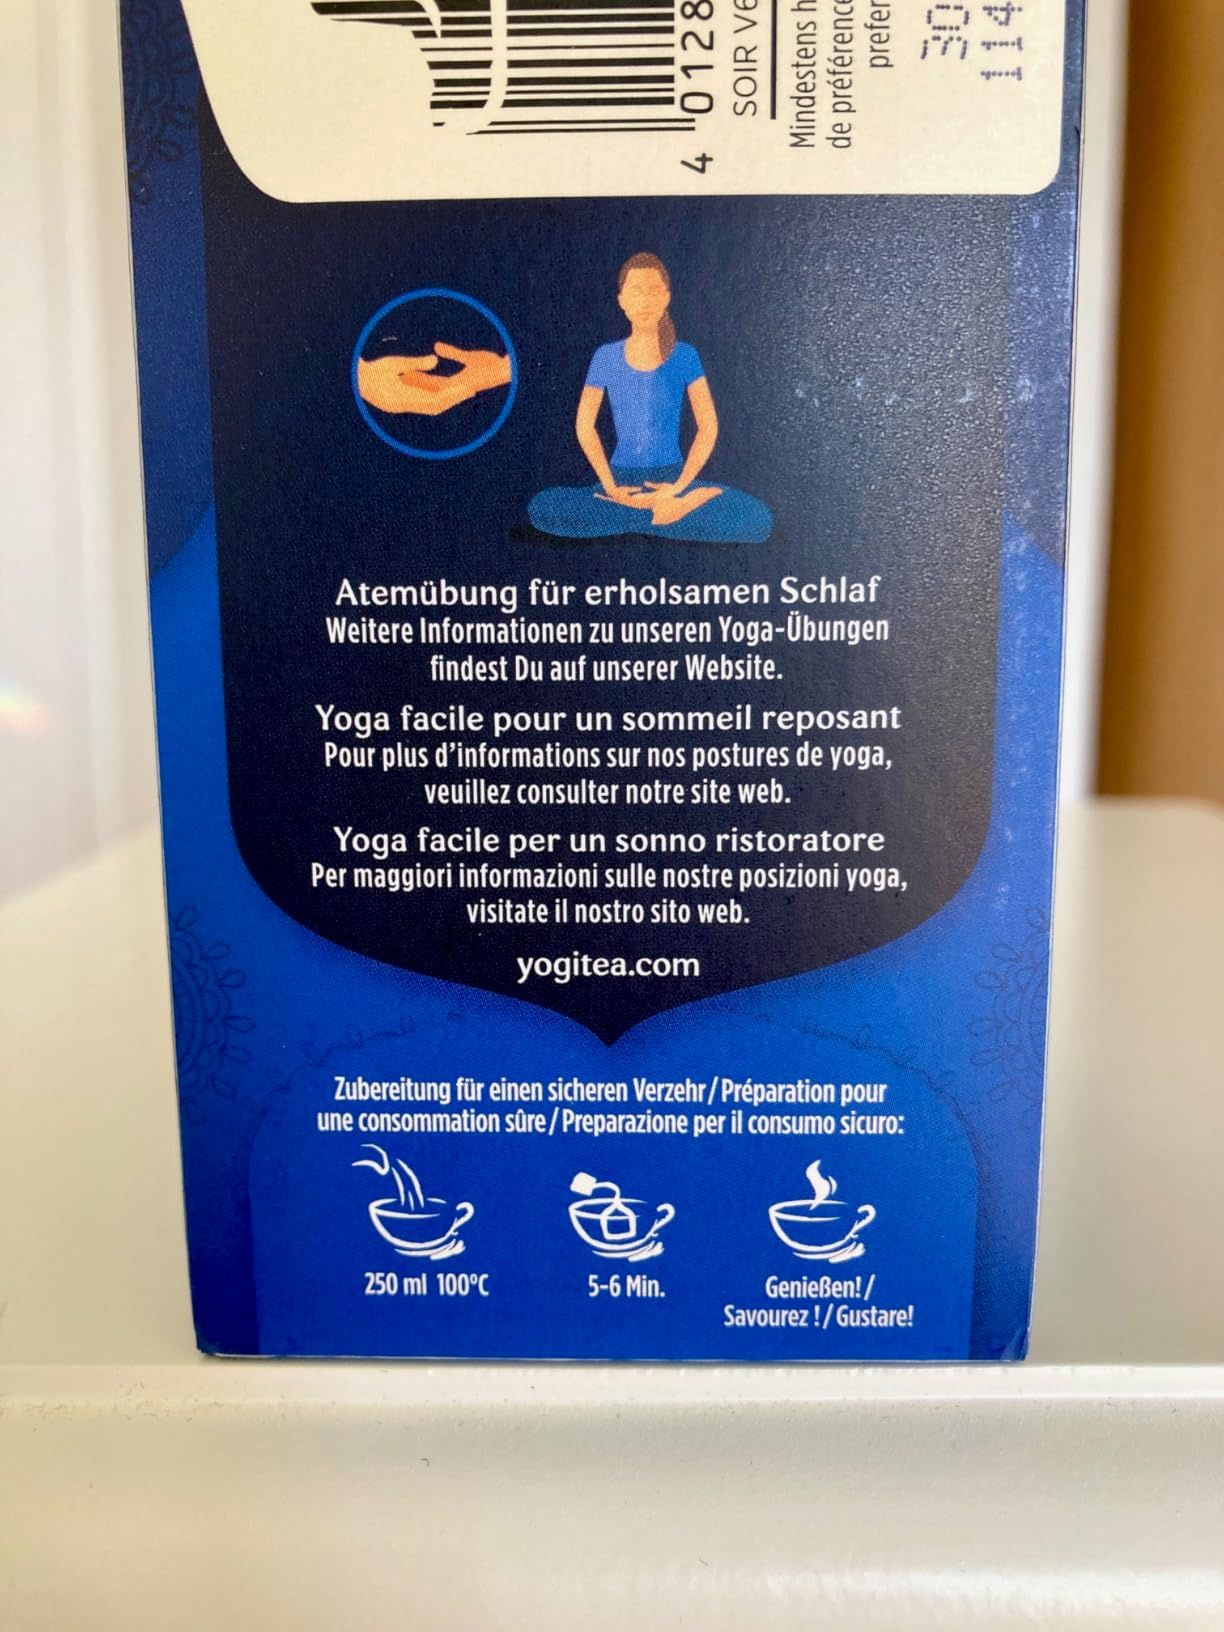 4 0128
SOIR V6
Mindestens h
de préférence
prefer
30
114
Atemübung für erholsamen Schlaf
Weitere Informationen zu unseren Yoga-Übungen
findest Du auf unserer Website.
Yoga facile pour un sommeil reposant
Pour plus d’informations sur nos postures de yoga,
veuillez consulter notre site web.
Yoga facile per un sonno ristoratore
Per maggiori informazioni sulle nostre posizioni yoga,
visitate il nostro sito web.
yogitea.com
Zubereitung für einen sicheren Verzehr / Préparation pour
une consommation sûre / Preparazione per il consumo sicuro:
250 ml 100°C
5-6 Min.
Genießen! /
Savourez ! / Gustare!